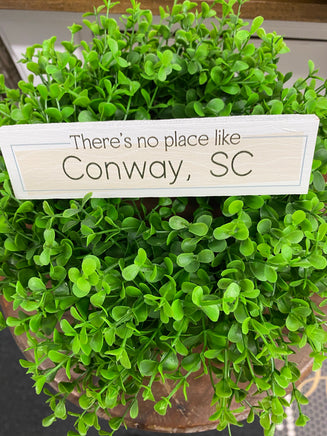 There's no place like
Conway, SC